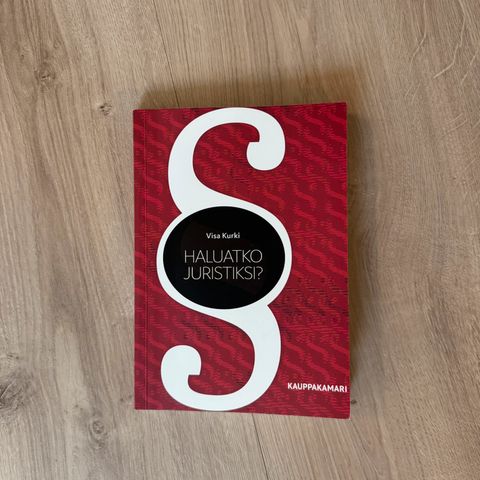 Visa Kurki
HALUATKO
JURISTIKSI?
KAUPPAKAMARI